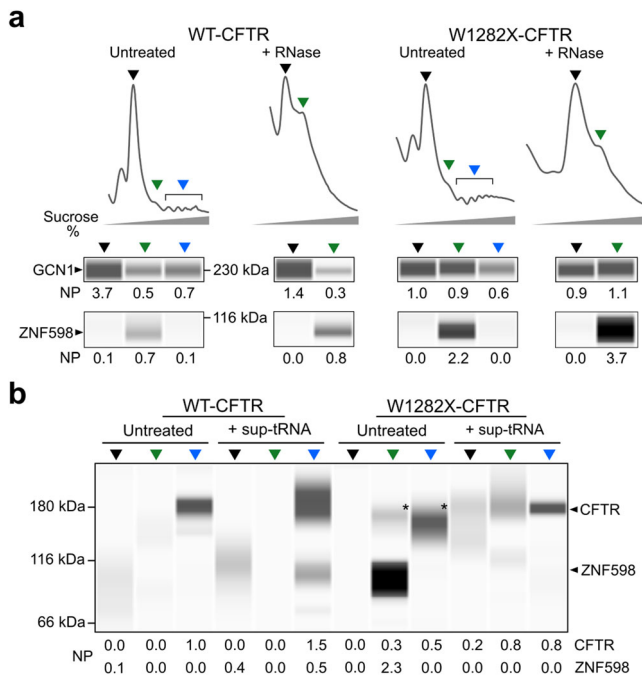 a
WT-CFTR W1282X-CFTR
Untreated + RNase Untreated + RNase
Sucrose
%
GCN1 230 kDa
NP 3.7 0.5 0.7 1.4 0.3 1.0 0.9 0.6 0.9 1.1
116 kDa
ZNF598
NP 0.1 0.7 0.1 0.0 0.8 0.0 2.2 0.0 0.0 3.7
b
WT-CFTR W1282X-CFTR
Untreated + sup-tRNA Untreated + sup-tRNA
180 kDa * * CFTR
116 kDa ZNF598
66 kDa
NP
0.0 0.0 1.0 0.0 0.0 1.5 0.0 0.3 0.5 0.2 0.8 0.8 CFTR
0.1 0.0 0.0 0.4 0.0 0.5 0.0 2.3 0.0 0.0 0.0 0.0 ZNF598